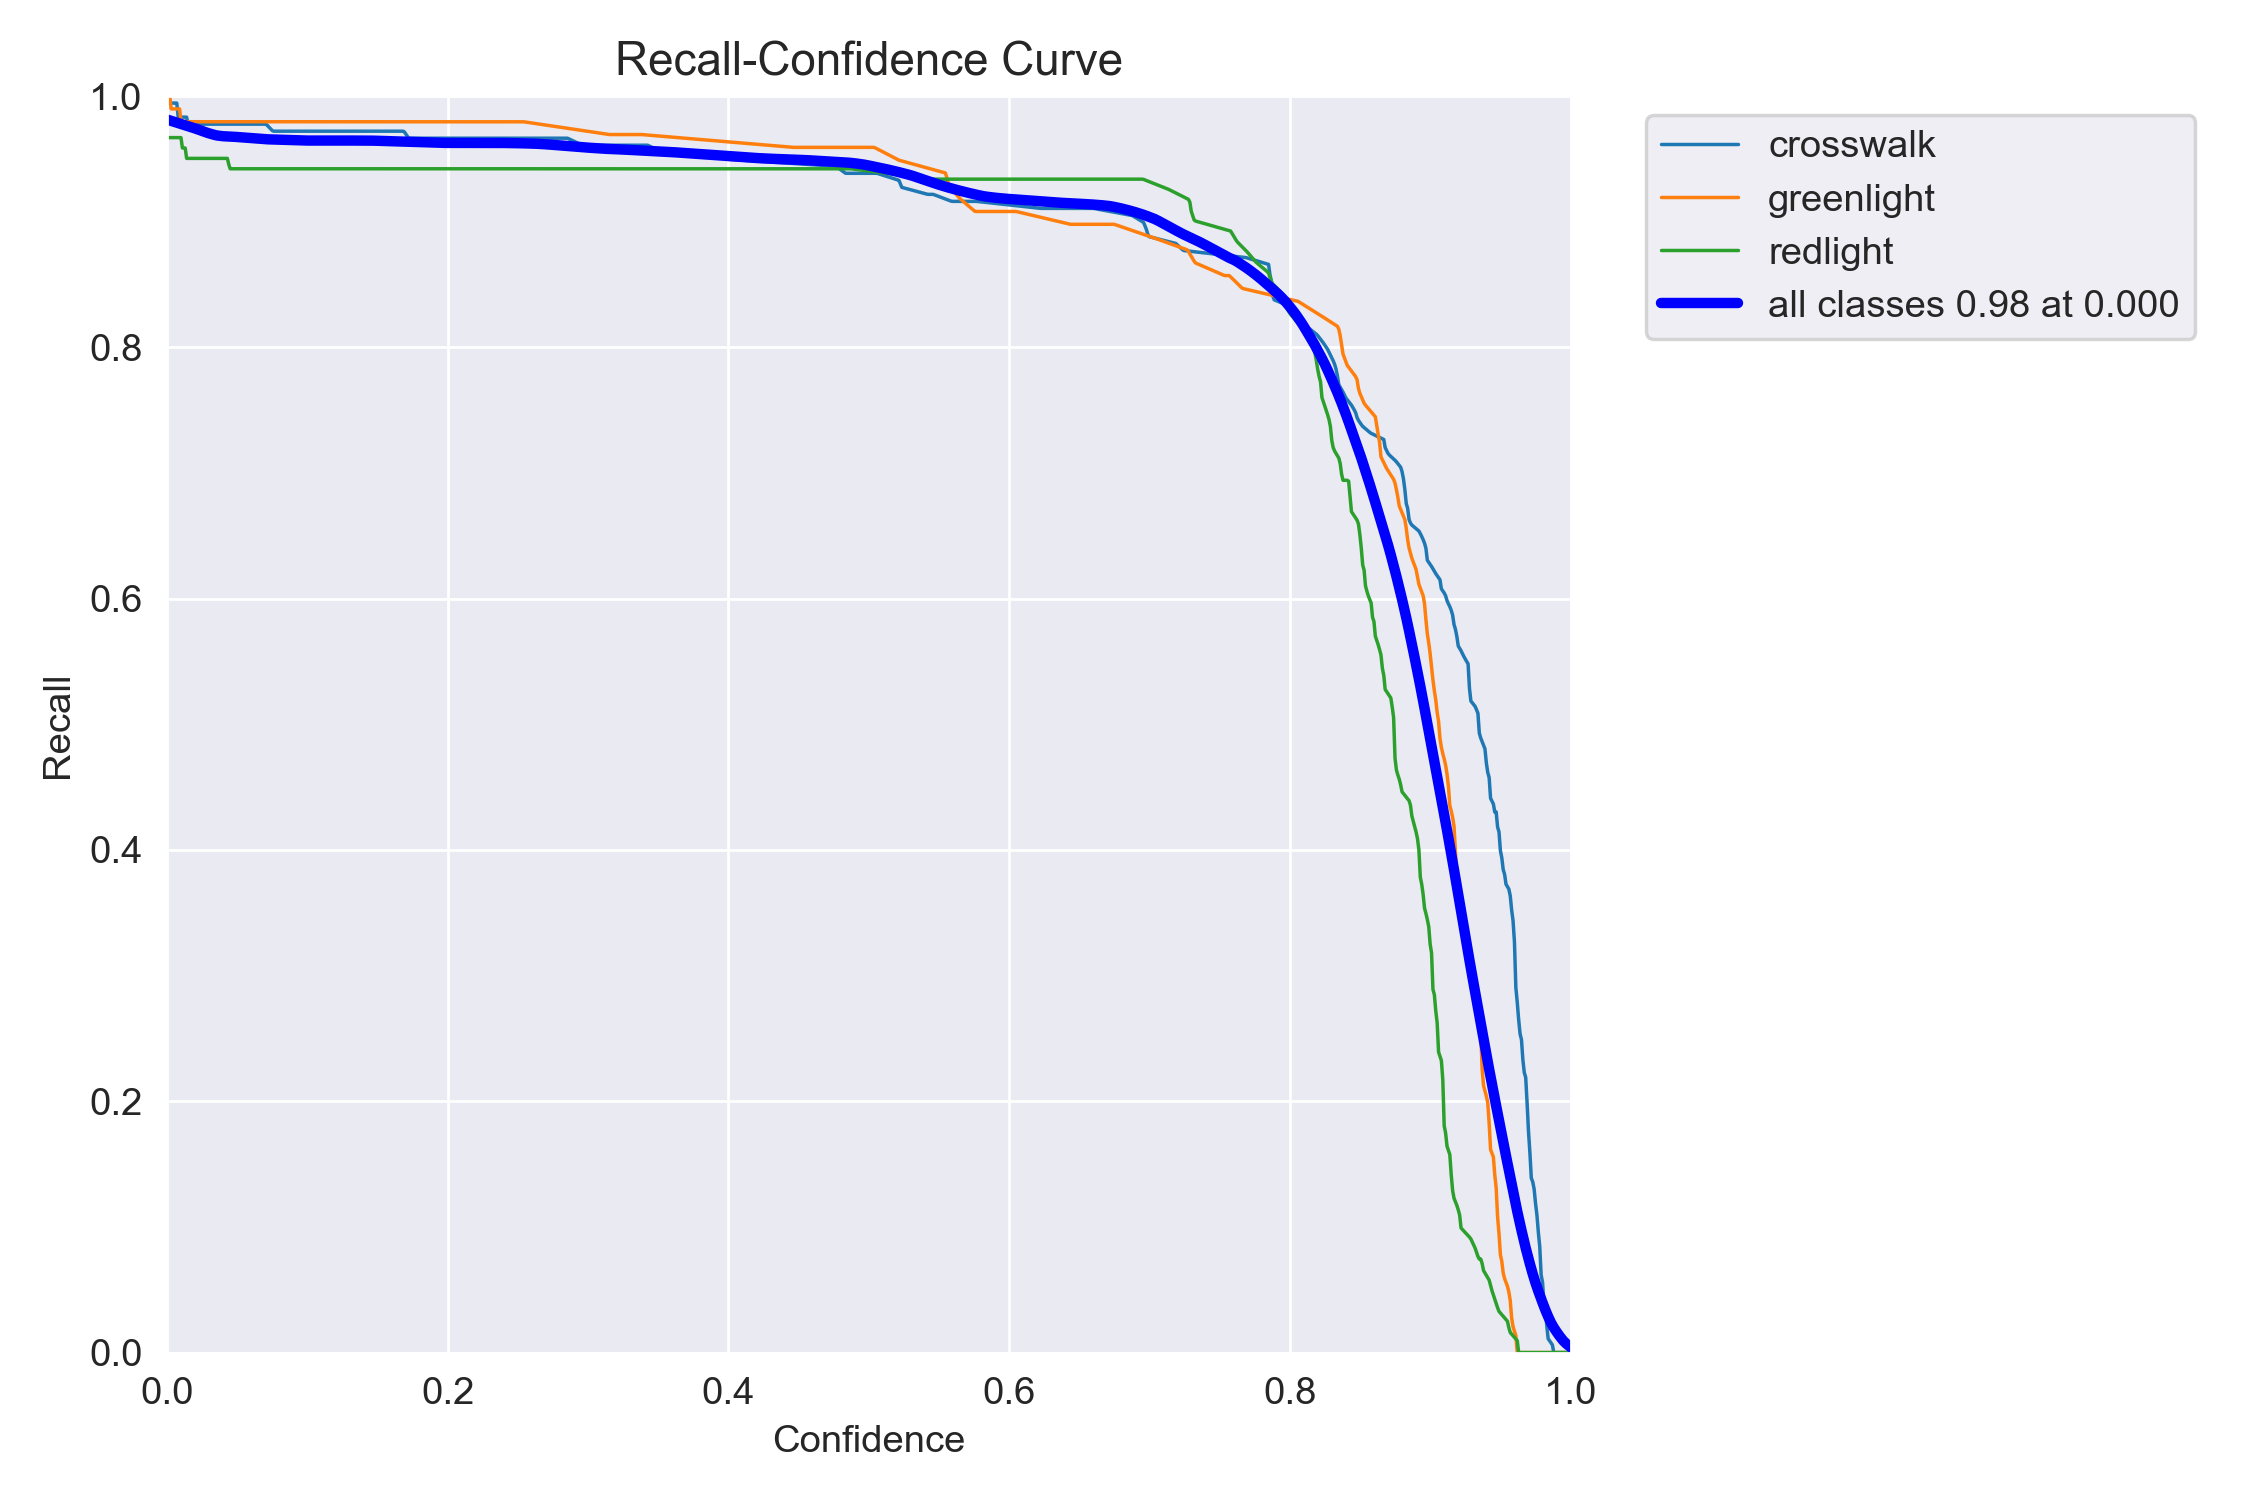 Recall-Confidence Curve
1.0
0.8
0.6
0.4
0.2
0.0
Recall
0.0 0.2 0.4 0.6 0.8 1.0
Confidence
crosswalk
greenlight
redlight
all classes 0.98 at 0.000